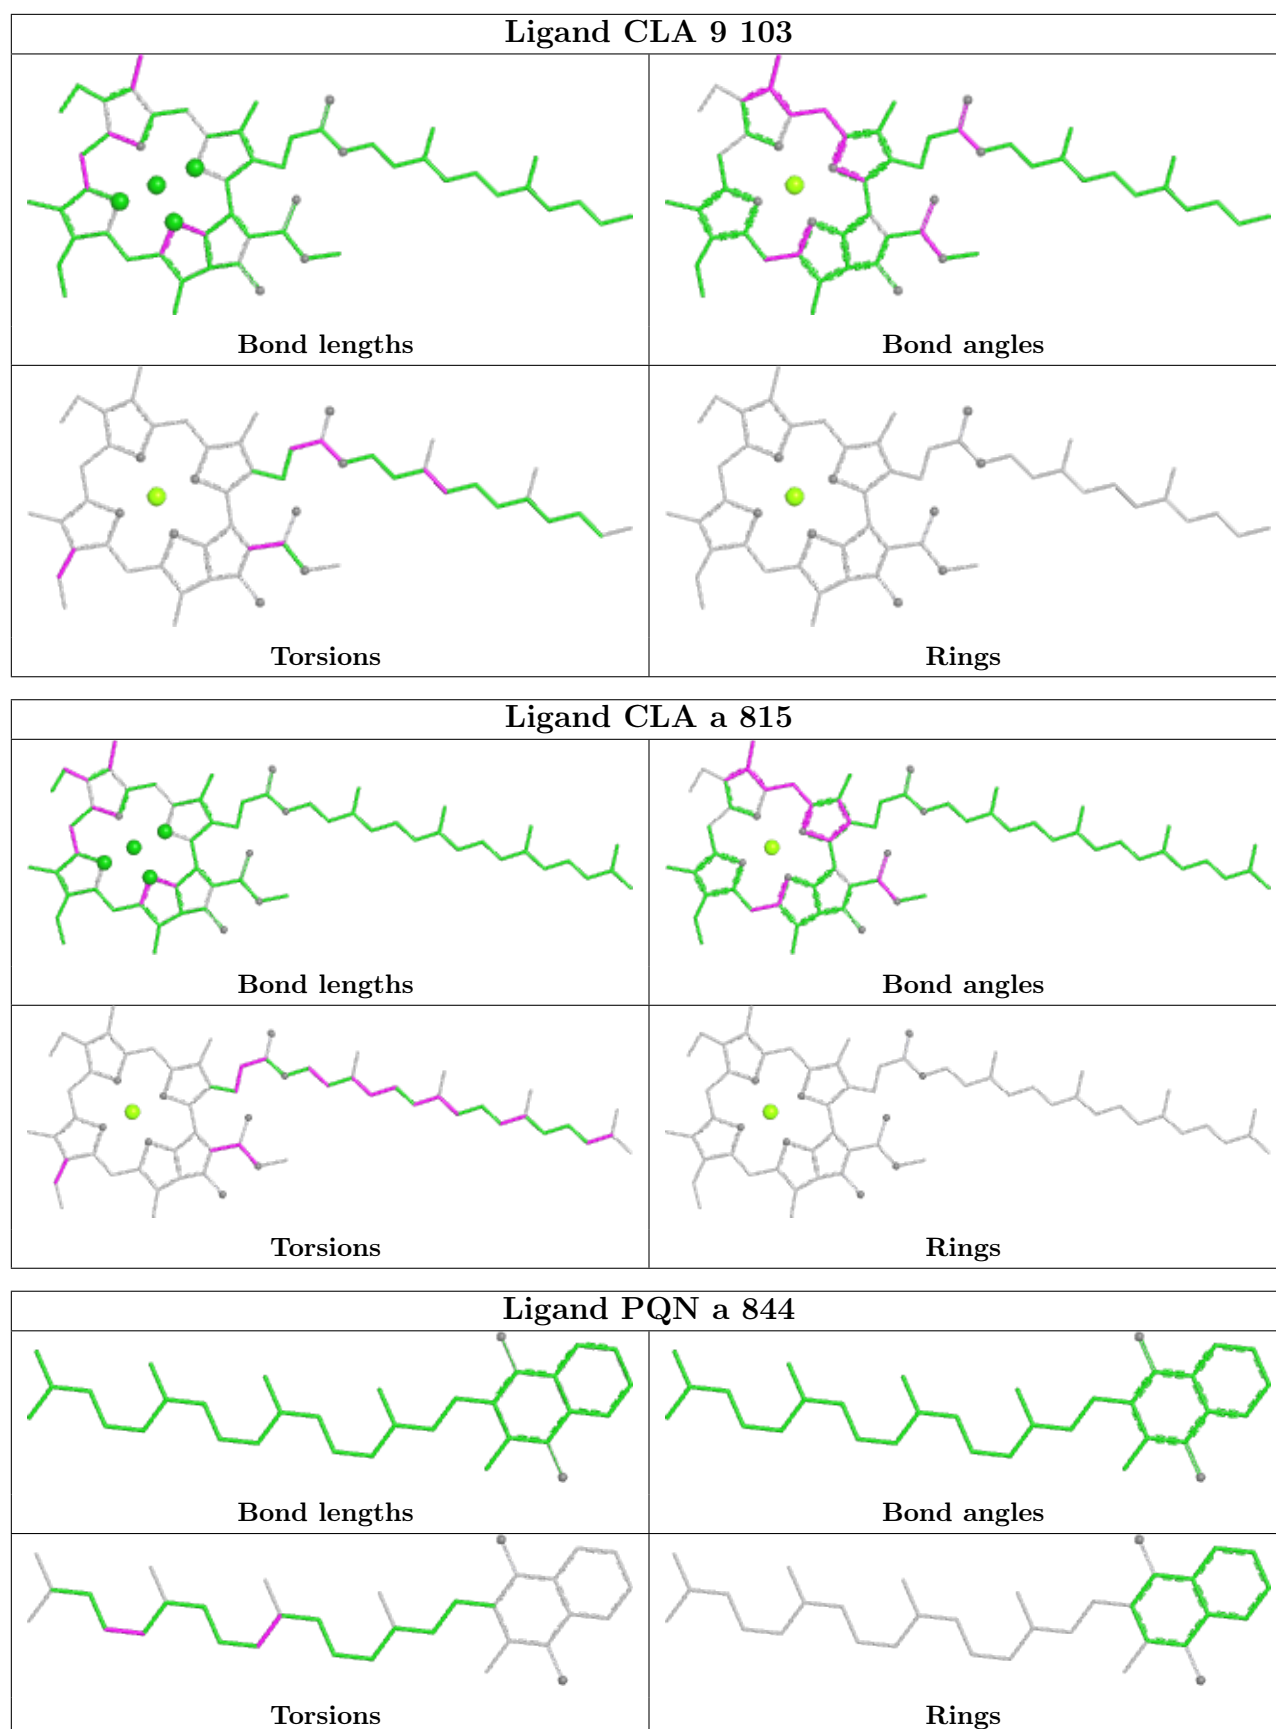 Ligand CLA 9 103
Bond lengths
Bond angles
Torsions
Rings
Ligand CLA a 815
Bond lengths
Bond angles
Torsions
Rings
Ligand PQN a 844
Bond lengths
Bond angles
Torsions
Rings